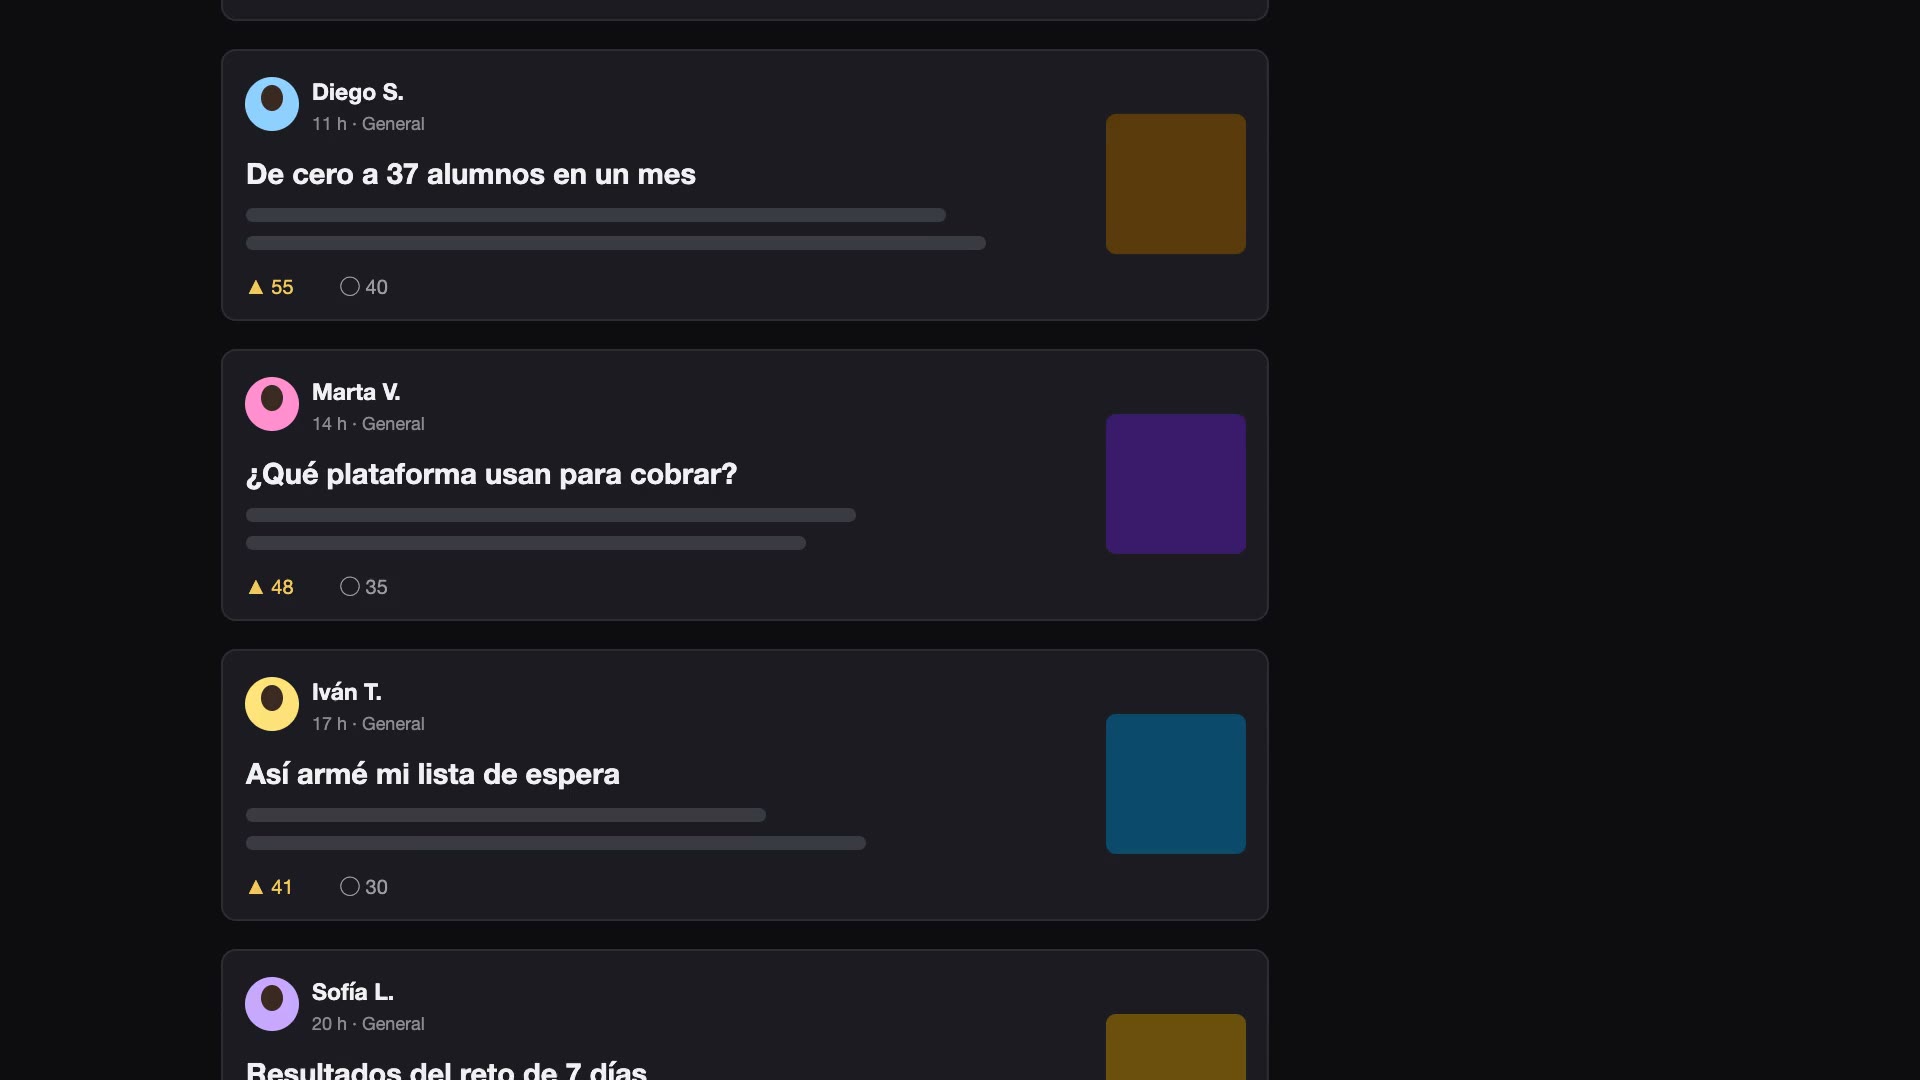 Diego S.
11 h · General
De cero a 37 alumnos en un mes
▲ 55 ◯ 40
Marta V.
14 h · General
¿Qué plataforma usan para cobrar?
▲ 48 ◯ 35
Iván T.
17 h · General
Así armé mi lista de espera
▲ 41 ◯ 30
Sofía L.
20 h · General
Resultados del reto de 7 días